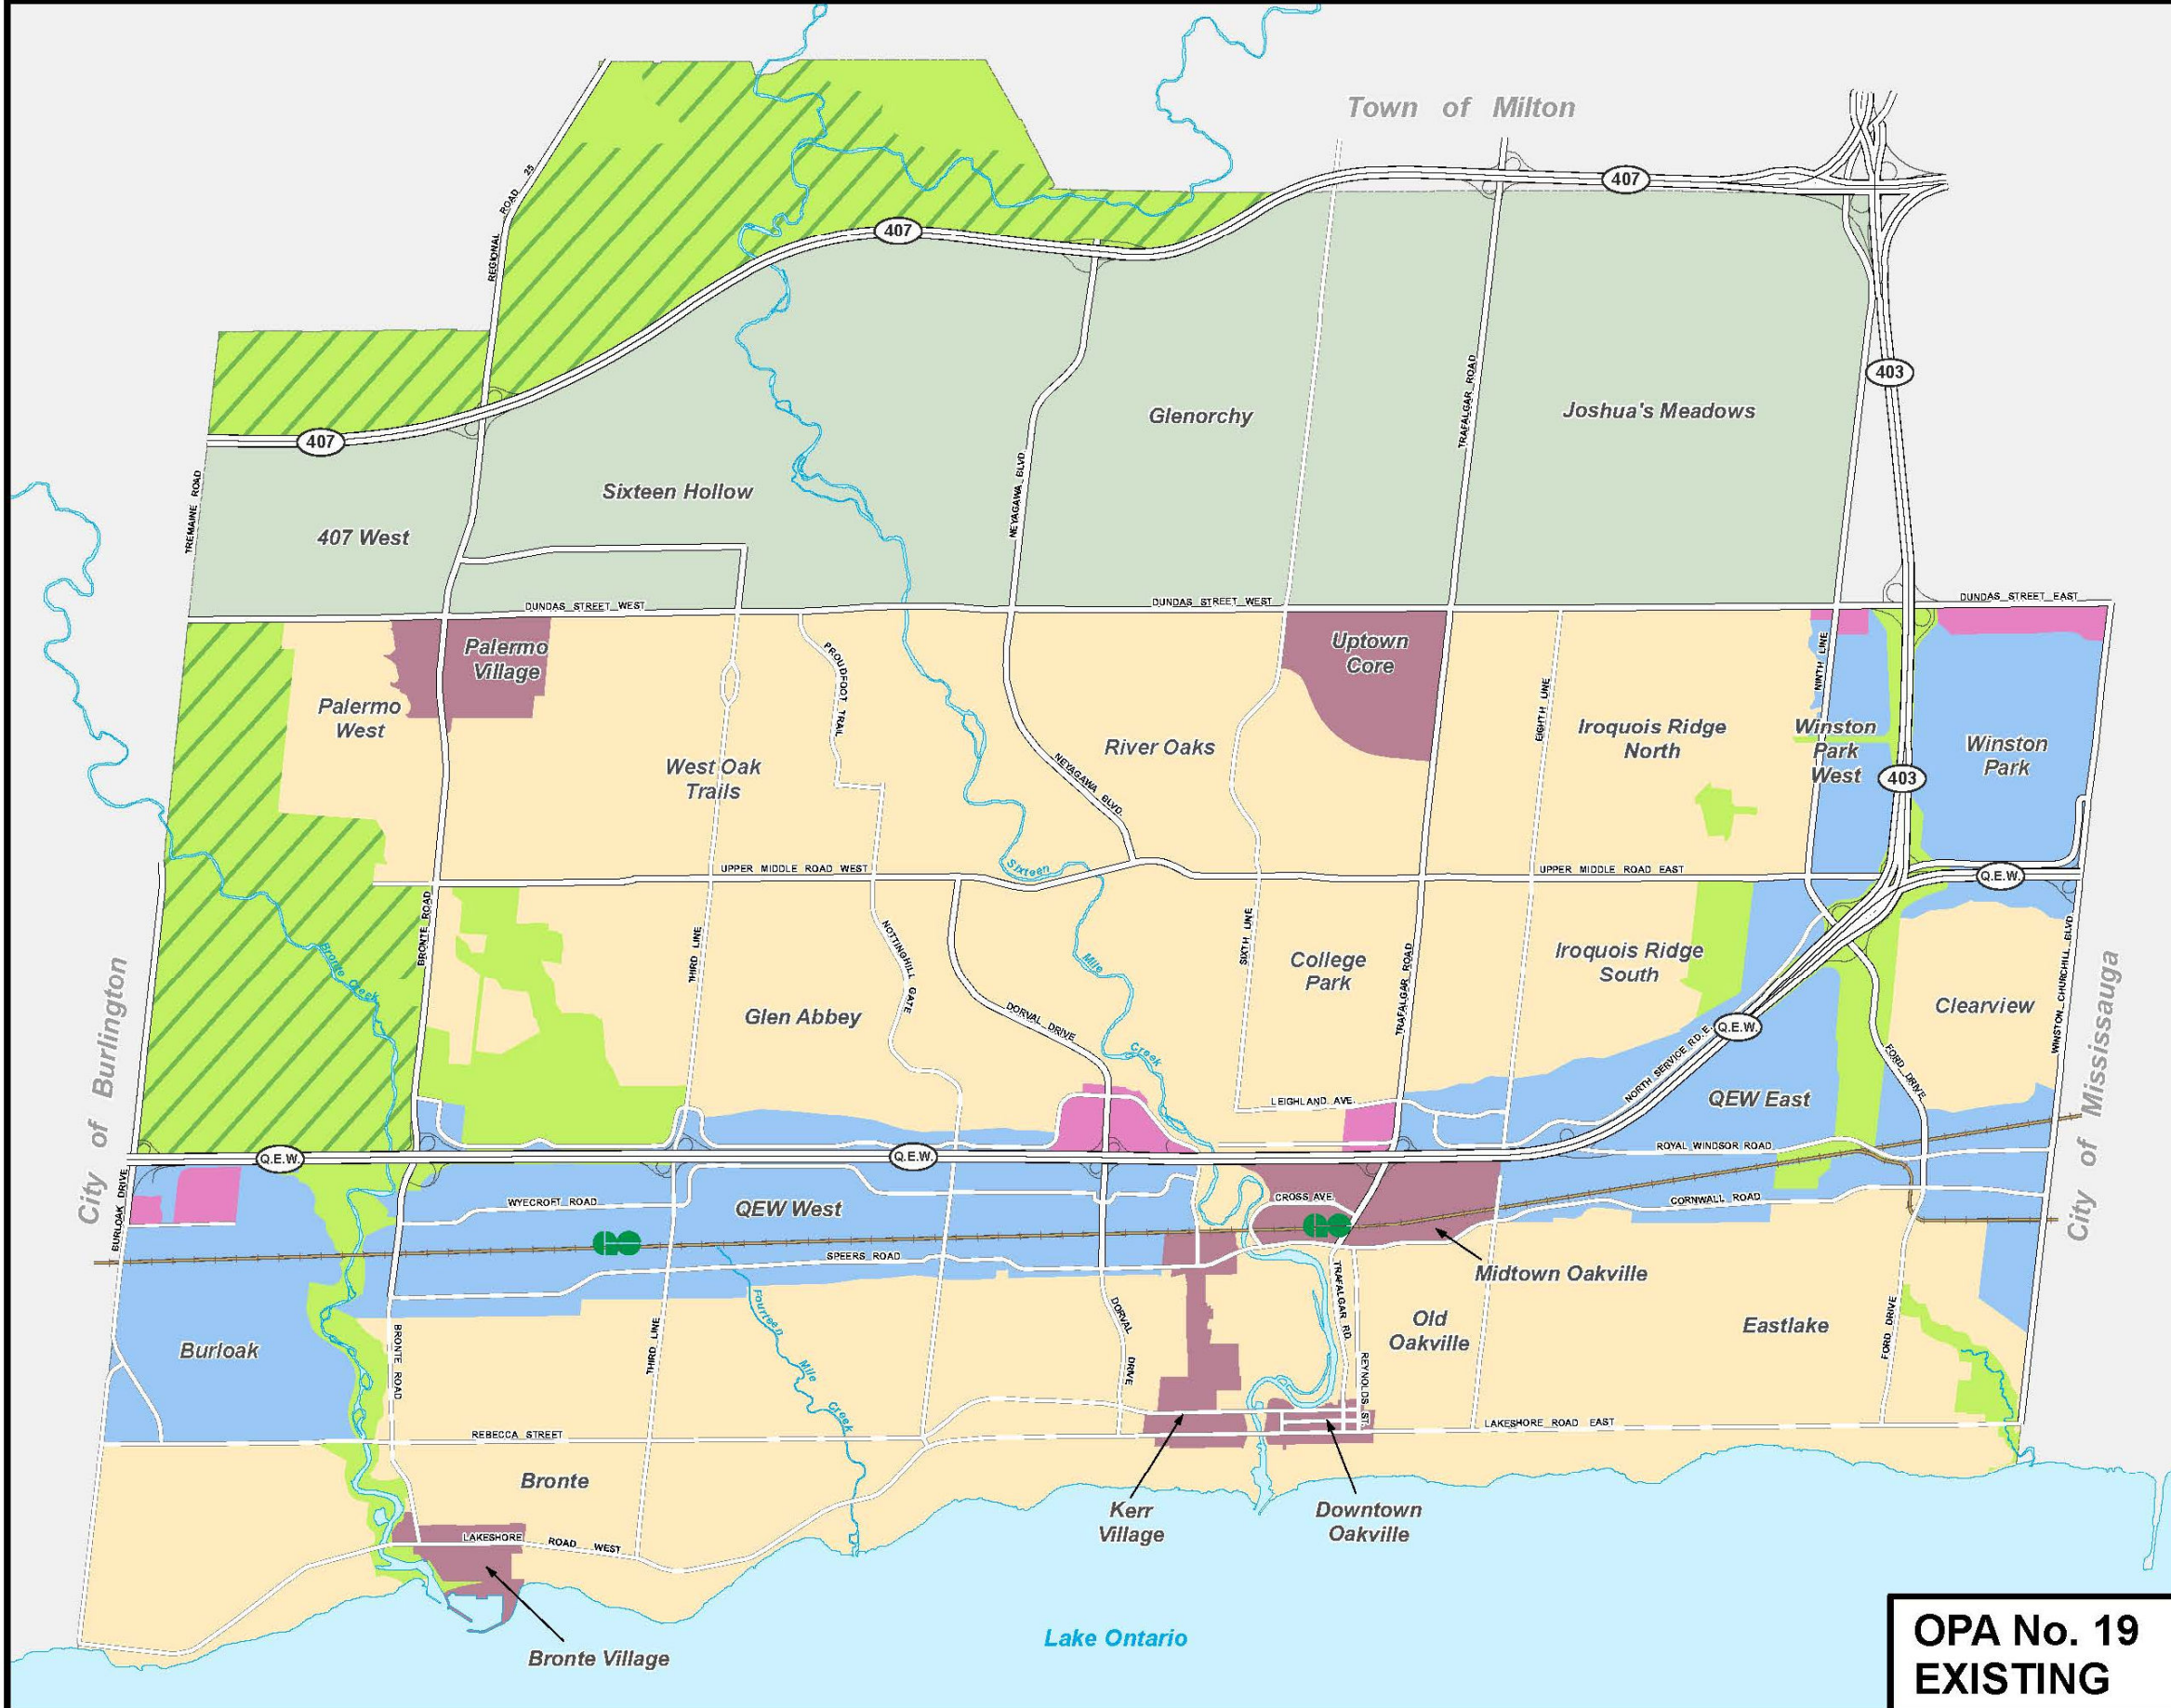 Town of Milton
407
REGIONAL ROAD 25
407
403
TRAFALGAR ROAD
Glenorchy
Joshua's Meadows
407
NEYAGAWA BLVD
TREMAINE ROAD
Sixteen Hollow
407 West
DUNDAS STREET WEST
DUNDAS STREET WEST
DUNDAS STREET EAST
Palermo
Village
Uptown
Core
PROUDFOOT TRAIL
EIGHTH LINE
NINTH LINE
Palermo
West
River Oaks
Iroquois Ridge
North
Winston
Park
West
Winston
Park
West Oak
Trails
NEYAGAWA BLVD.
403
UPPER MIDDLE ROAD WEST
Sixteen
UPPER MIDDLE ROAD EAST
Q.E.W.
BRONTE ROAD
THIRD LINE
NOTTINGHILL GATE
SIXTH LINE
Bronte
Creek
Mile
College
Park
TRAFALGAR ROAD
Iroquois Ridge
South
WINSTON CHURCHILL BLVD
Glen Abbey
DORVAL DRIVE
Creek
Clearview
Q.E.W.
NORTH SERVICE RD.E.
FORD DRIVE
City of Burlington
City of Mississauga
LEIGHLAND AVE
QEW East
Q.E.W.
Q.E.W.
ROYAL WINDSOR ROAD
BURLOAK DRIVE
WYECROFT ROAD
QEW West
CROSS AVE.
CORNWALL ROAD
GO
GO
SPEERS ROAD
Midtown Oakville
Fourteen
Mile
Creek
DORVAL
DRIVE
TRAFALGAR RD.
Old
Oakville
Eastlake
FORD DRIVE
Burloak
BRONTE ROAD
THIRD LINE
REYNOLDS ST.
REBECCA STREET
LAKESHORE ROAD EAST
Bronte
Kerr
Village
Downtown
Oakville
LAKESHORE ROAD WEST
Bronte Village
Lake Ontario
OPA No. 19
EXISTING